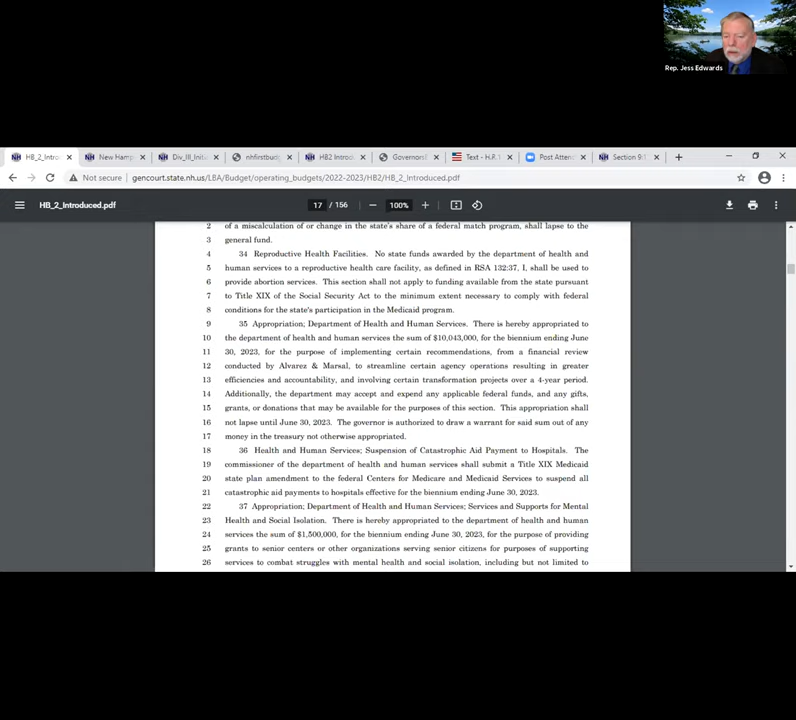 Rep. Jess Edwards
HB_2_Intro
New Hamp
Div_III_Initi
nhfirstbudg
HB2 Introd
GovernorsE
Text - H.R.1
Post Attend
Section 9:1
Not secure | gencourt.state.nh.us/LBA/Budget/operating_budgets/2022-2023/HB2/HB_2_Introduced.pdf
HB_2_Introduced.pdf
17 / 156
100%
2 of a miscalculation of or change in the state's share of a federal match program, shall lapse to the
3 general fund.
4 34 Reproductive Health Facilities. No state funds awarded by the department of health and
5 human services to a reproductive health care facility, as defined in RSA 132:37, I, shall be used to
6 provide abortion services. This section shall not apply to funding available from the state pursuant
7 to Title XIX of the Social Security Act to the minimum extent necessary to comply with federal
8 conditions for the state's participation in the Medicaid program.
9 35 Appropriation; Department of Health and Human Services. There is hereby appropriated to
10 the department of health and human services the sum of $10,043,000, for the biennium ending June
11 30, 2023, for the purpose of implementing certain recommendations, from a financial review
12 conducted by Alvarez & Marsal, to streamline certain agency operations resulting in greater
13 efficiencies and accountability, and involving certain transformation projects over a 4-year period.
14 Additionally, the department may accept and expend any applicable federal funds, and any gifts,
15 grants, or donations that may be available for the purposes of this section. This appropriation shall
16 not lapse until June 30, 2023. The governor is authorized to draw a warrant for said sum out of any
17 money in the treasury not otherwise appropriated.
18 36 Health and Human Services; Suspension of Catastrophic Aid Payment to Hospitals. The
19 commissioner of the department of health and human services shall submit a Title XIX Medicaid
20 state plan amendment to the federal Centers for Medicare and Medicaid Services to suspend all
21 catastrophic aid payments to hospitals effective for the biennium ending June 30, 2023.
22 37 Appropriation; Department of Health and Human Services; Services and Supports for Mental
23 Health and Social Isolation. There is hereby appropriated to the department of health and human
24 services the sum of $1,500,000, for the biennium ending June 30, 2023, for the purpose of providing
25 grants to senior centers or other organizations serving senior citizens for purposes of supporting
26 services to combat struggles with mental health and social isolation, including but not limited to